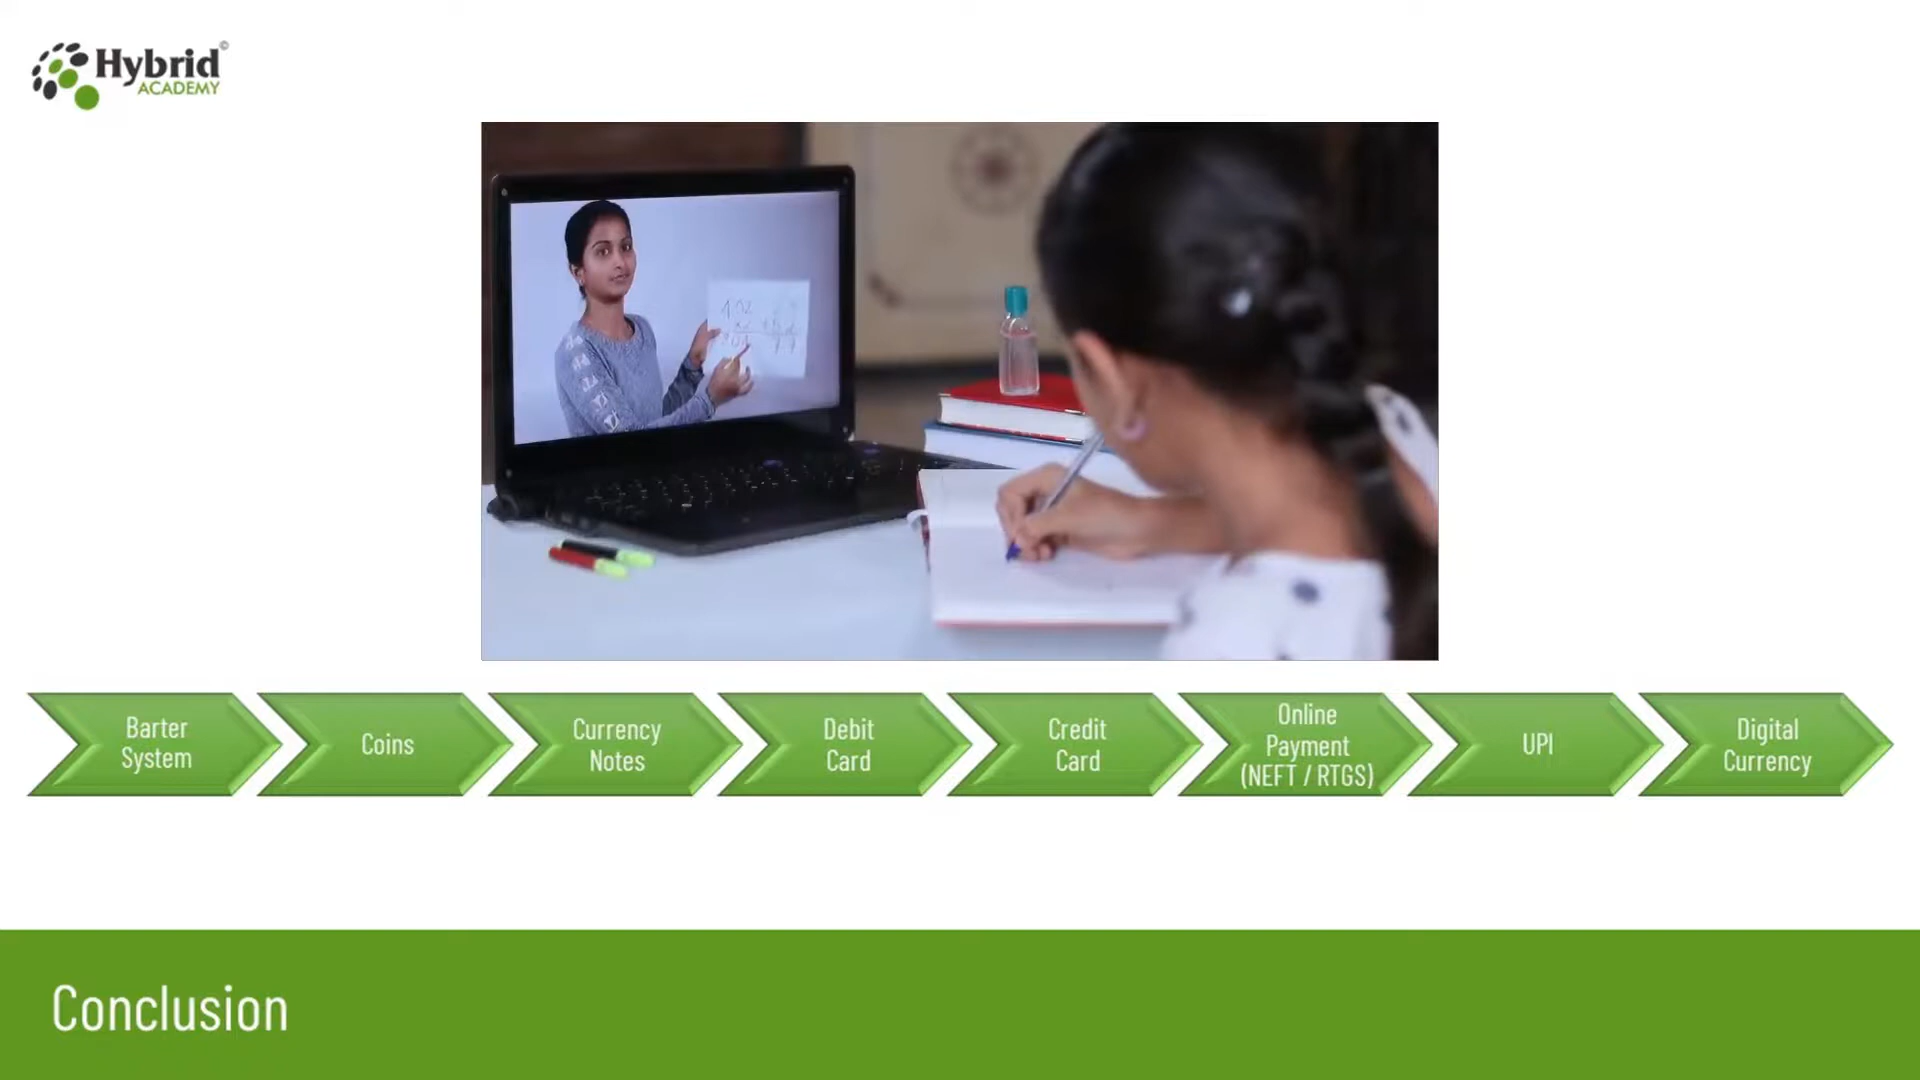 Hybrid
ACADEMY
Barter
System
Coins
Currency
Notes
Debit
Card
Credit
Card
Online
Payment
(NEFT / RTGS)
UPI
Digital
Currency
Conclusion